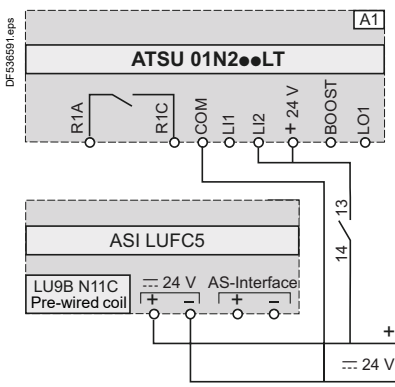 DF536591.eps
A1
ATSU 01N2●●LT
R1A
R1C
COM
LI1
LI2
+ 24 V
BOOST
LO1
13
14
ASI LUFC5
LU9B N11C
Pre-wired coil
⎓ 24 V
AS-Interface
+ – + –
+
⎓ 24 V